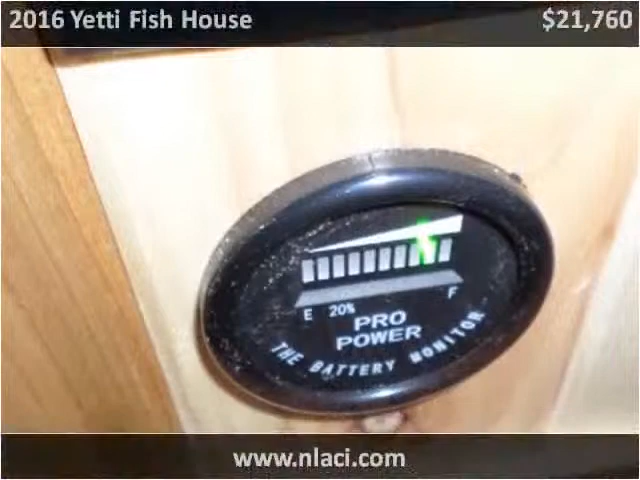 2016 Yetti Fish House $21,760
E 20% F
PRO
POWER
THE BATTERY MONITOR
www.nlaci.com